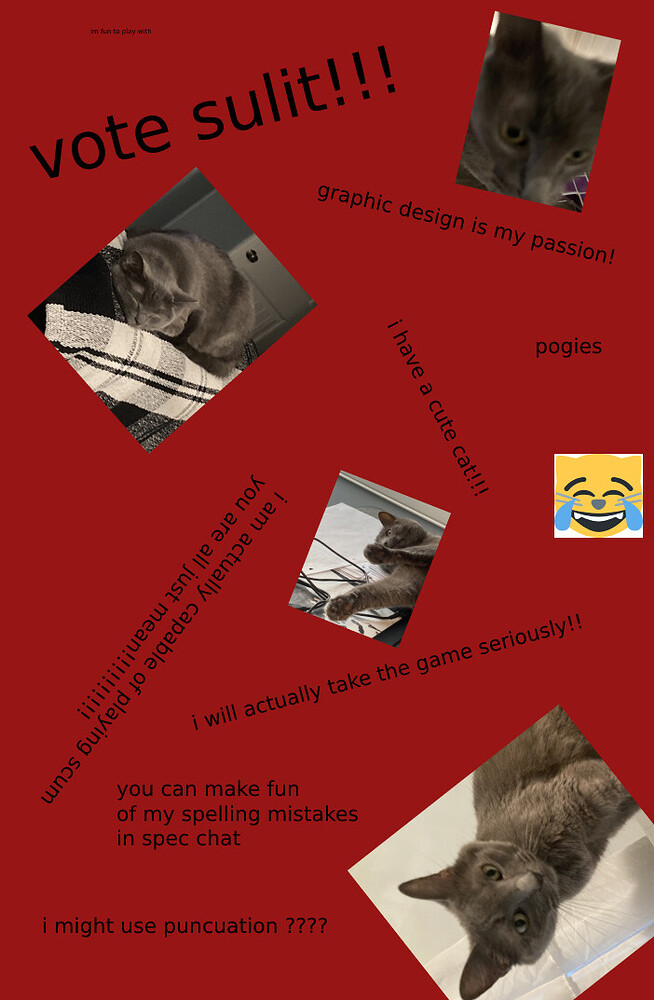 im fun to play with
vote sulit!!!
graphic design is my passion!
i have a cute cat!!!
pogies
i am actually capable of playing scum
you are all just mean!!!!!!!!!!
i will actually take the game seriously!!
you can make fun
of my spelling mistakes
in spec chat
i might use puncuation ????